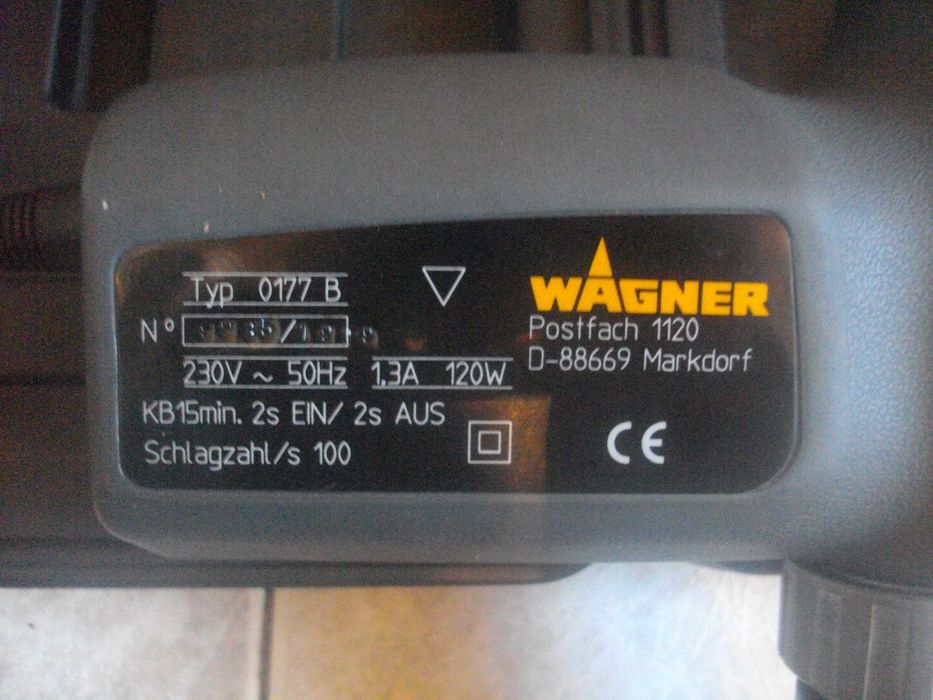 Typ 0177 B
WAGNER
N°
Postfach 1120
D-88669 Markdorf
230V ~ 50Hz 1.3A 120W
KB15min. 2s EIN/ 2s AUS
Schlagzahl/s 100
CE